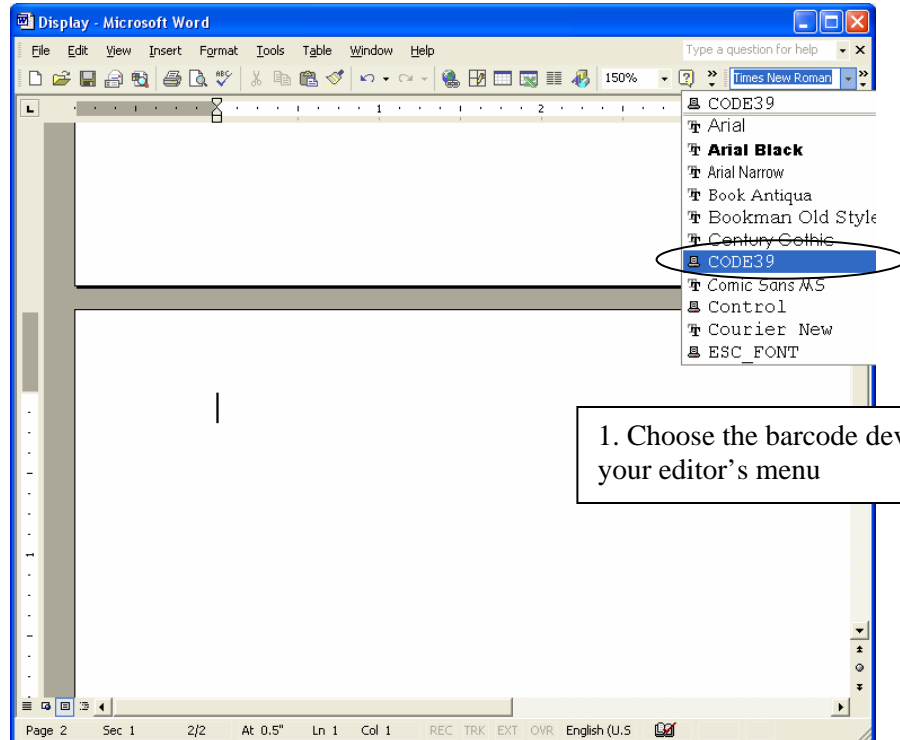 Display - Microsoft Word
File Edit View Insert Format Tools Table Window Help Type a question for help
150% Times New Roman
1 2
CODE39
Arial
Arial Black
Arial Narrow
Book Antiqua
Bookman Old Style
Century Gothic
CODE39
Comic Sans MS
Control
Courier New
ESC_FONT
1. Choose the barcode dev
your editor's menu
1
Page 2 Sec 1 2/2 At 0.5" Ln 1 Col 1 REC TRK EXT OVR English (U.S